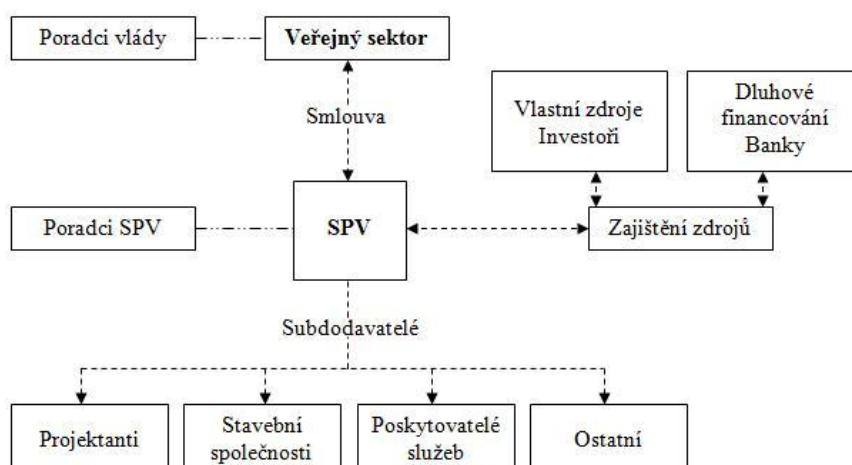 Poradci vlády
Veřejný sektor
Smlouva
Vlastní zdroje
Investoři
Dluhové
financování
Banky
Poradci SPV
SPV
Zajištění zdrojů
Subdodavatelé
Projektanti
Stavební
společnosti
Poskytovatelé
služeb
Ostatní